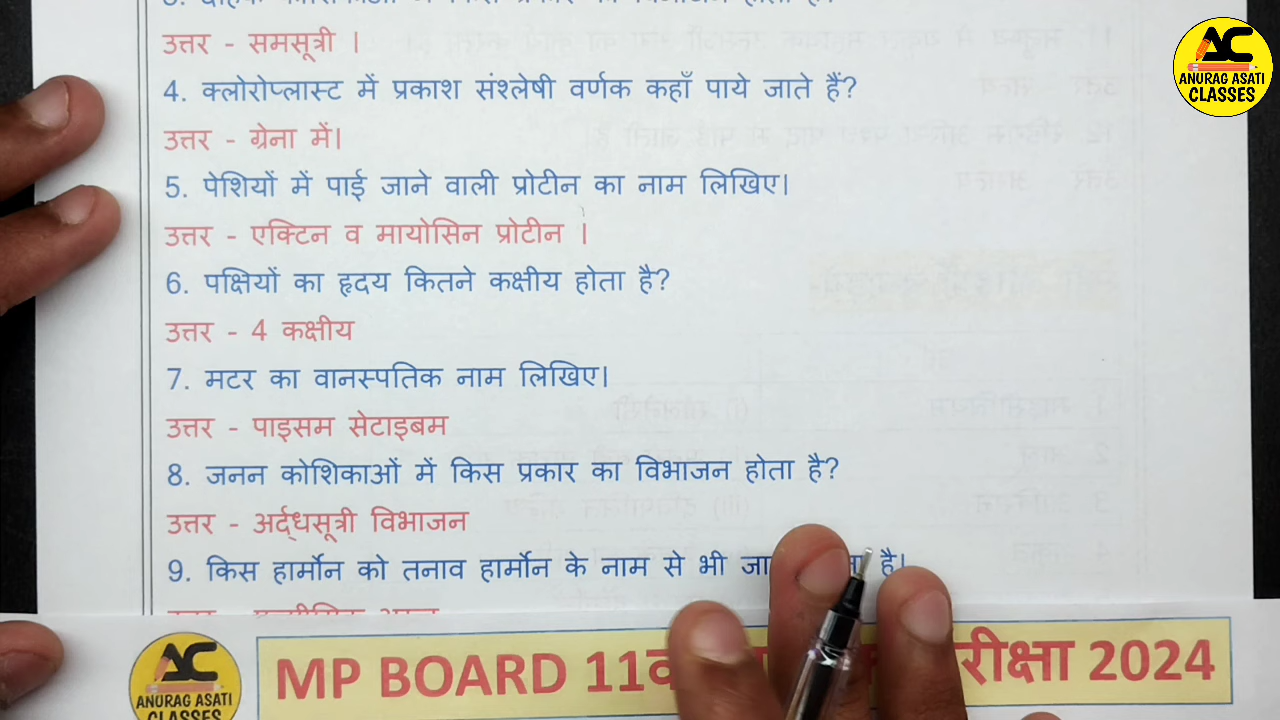 AC
ANURAG ASATI
CLASSES
उत्तर - समसूत्री ।
4. क्लोरोप्लास्ट में प्रकाश संश्लेषी वर्णक कहाँ पाये जाते हैं?
उत्तर - ग्रेना में।
5. पेशियों में पाई जाने वाली प्रोटीन का नाम लिखिए।
उत्तर - एक्टिन व मायोसिन प्रोटीन ।
6. पक्षियों का हृदय कितने कक्षीय होता है?
उत्तर - 4 कक्षीय
7. मटर का वानस्पतिक नाम लिखिए।
उत्तर - पाइसम सेटाइबम
8. जनन कोशिकाओं में किस प्रकार का विभाजन होता है?
उत्तर - अर्द्धसूत्री विभाजन
9. किस हार्मोन को तनाव हार्मोन के नाम से भी है।
AC
ANURAG ASATI
CLASSES
MP BOARD 11 2024